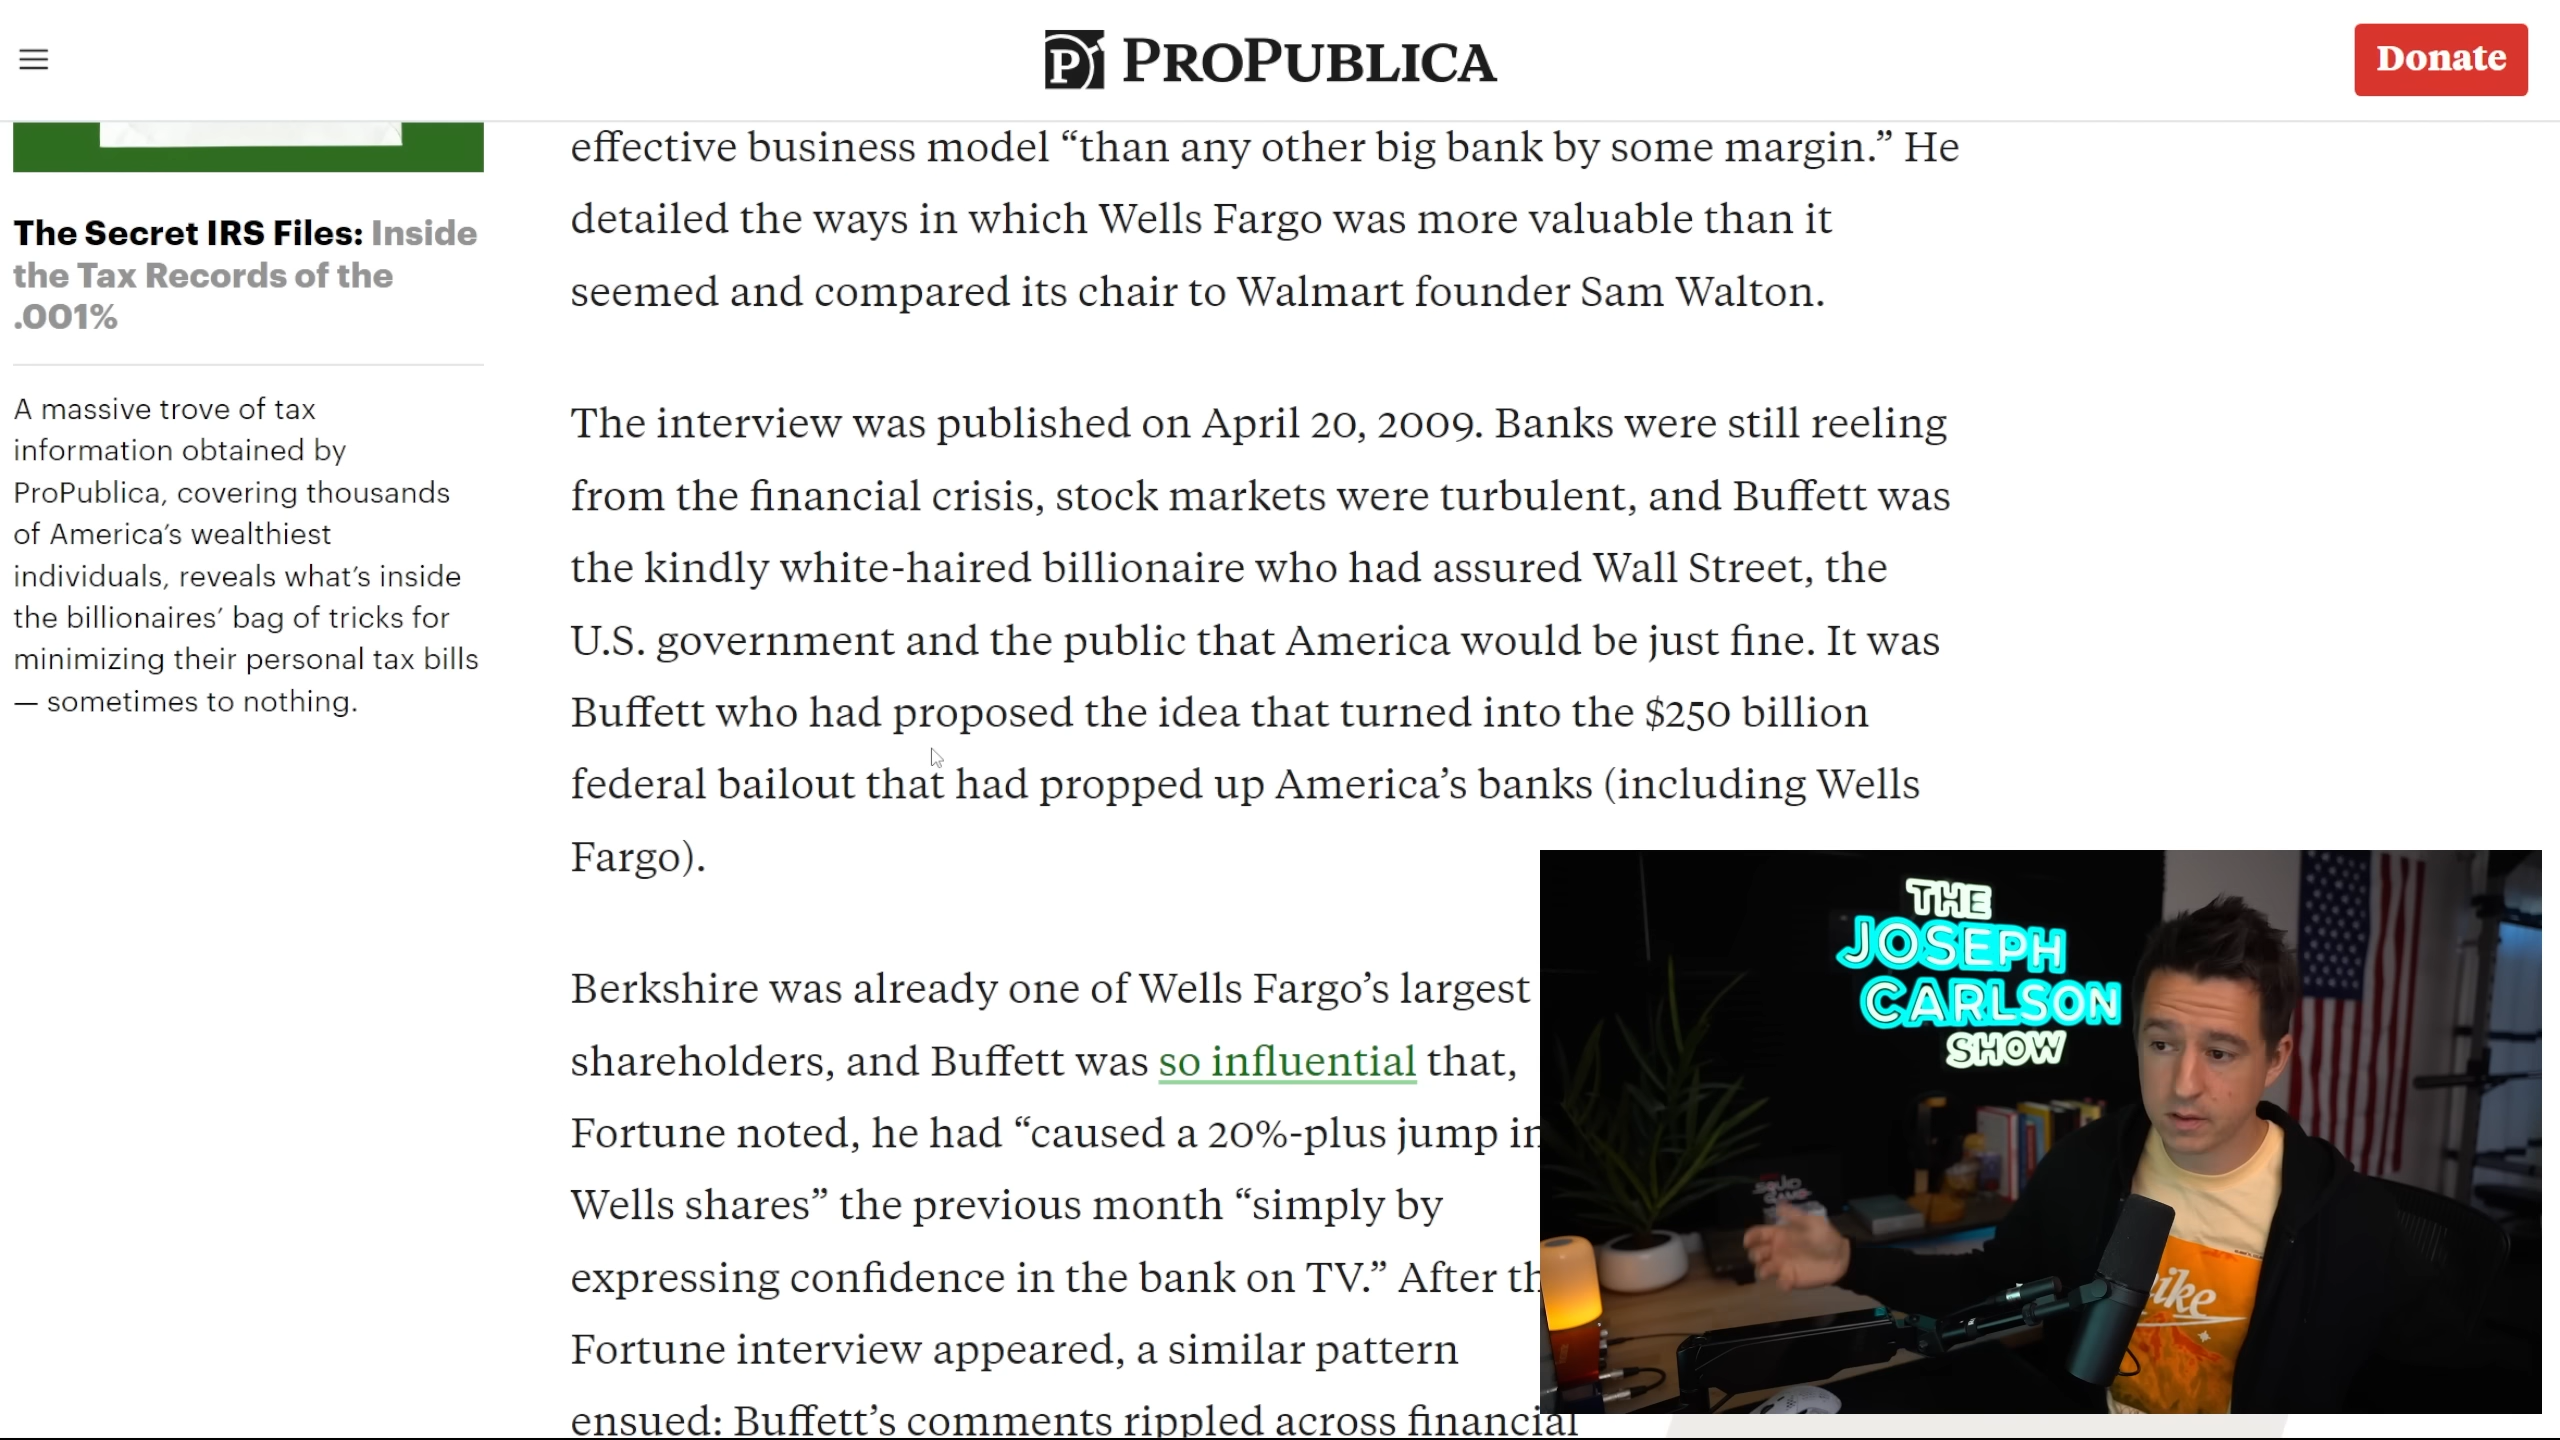 PROPUBLICA
Donate
The Secret IRS Files: Inside
the Tax Records of the
.001%
A massive trove of tax
information obtained by
ProPublica, covering thousands
of America’s wealthiest
individuals, reveals what’s inside
the billionaires’ bag of tricks for
minimizing their personal tax bills
— sometimes to nothing.
effective business model “than any other big bank by some margin.” He
detailed the ways in which Wells Fargo was more valuable than it
seemed and compared its chair to Walmart founder Sam Walton.
The interview was published on April 20, 2009. Banks were still reeling
from the financial crisis, stock markets were turbulent, and Buffett was
the kindly white-haired billionaire who had assured Wall Street, the
U.S. government and the public that America would be just fine. It was
Buffett who had proposed the idea that turned into the $250 billion
federal bailout that had propped up America’s banks (including Wells
Fargo).
Berkshire was already one of Wells Fargo’s largest
shareholders, and Buffett was so influential that,
Fortune noted, he had “caused a 20%-plus jump in
Wells shares” the previous month “simply by
expressing confidence in the bank on TV.” After th
Fortune interview appeared, a similar pattern
ensued: Buffett’s comments rippled across financial
THE
JOSEPH
CARLSON
SHOW